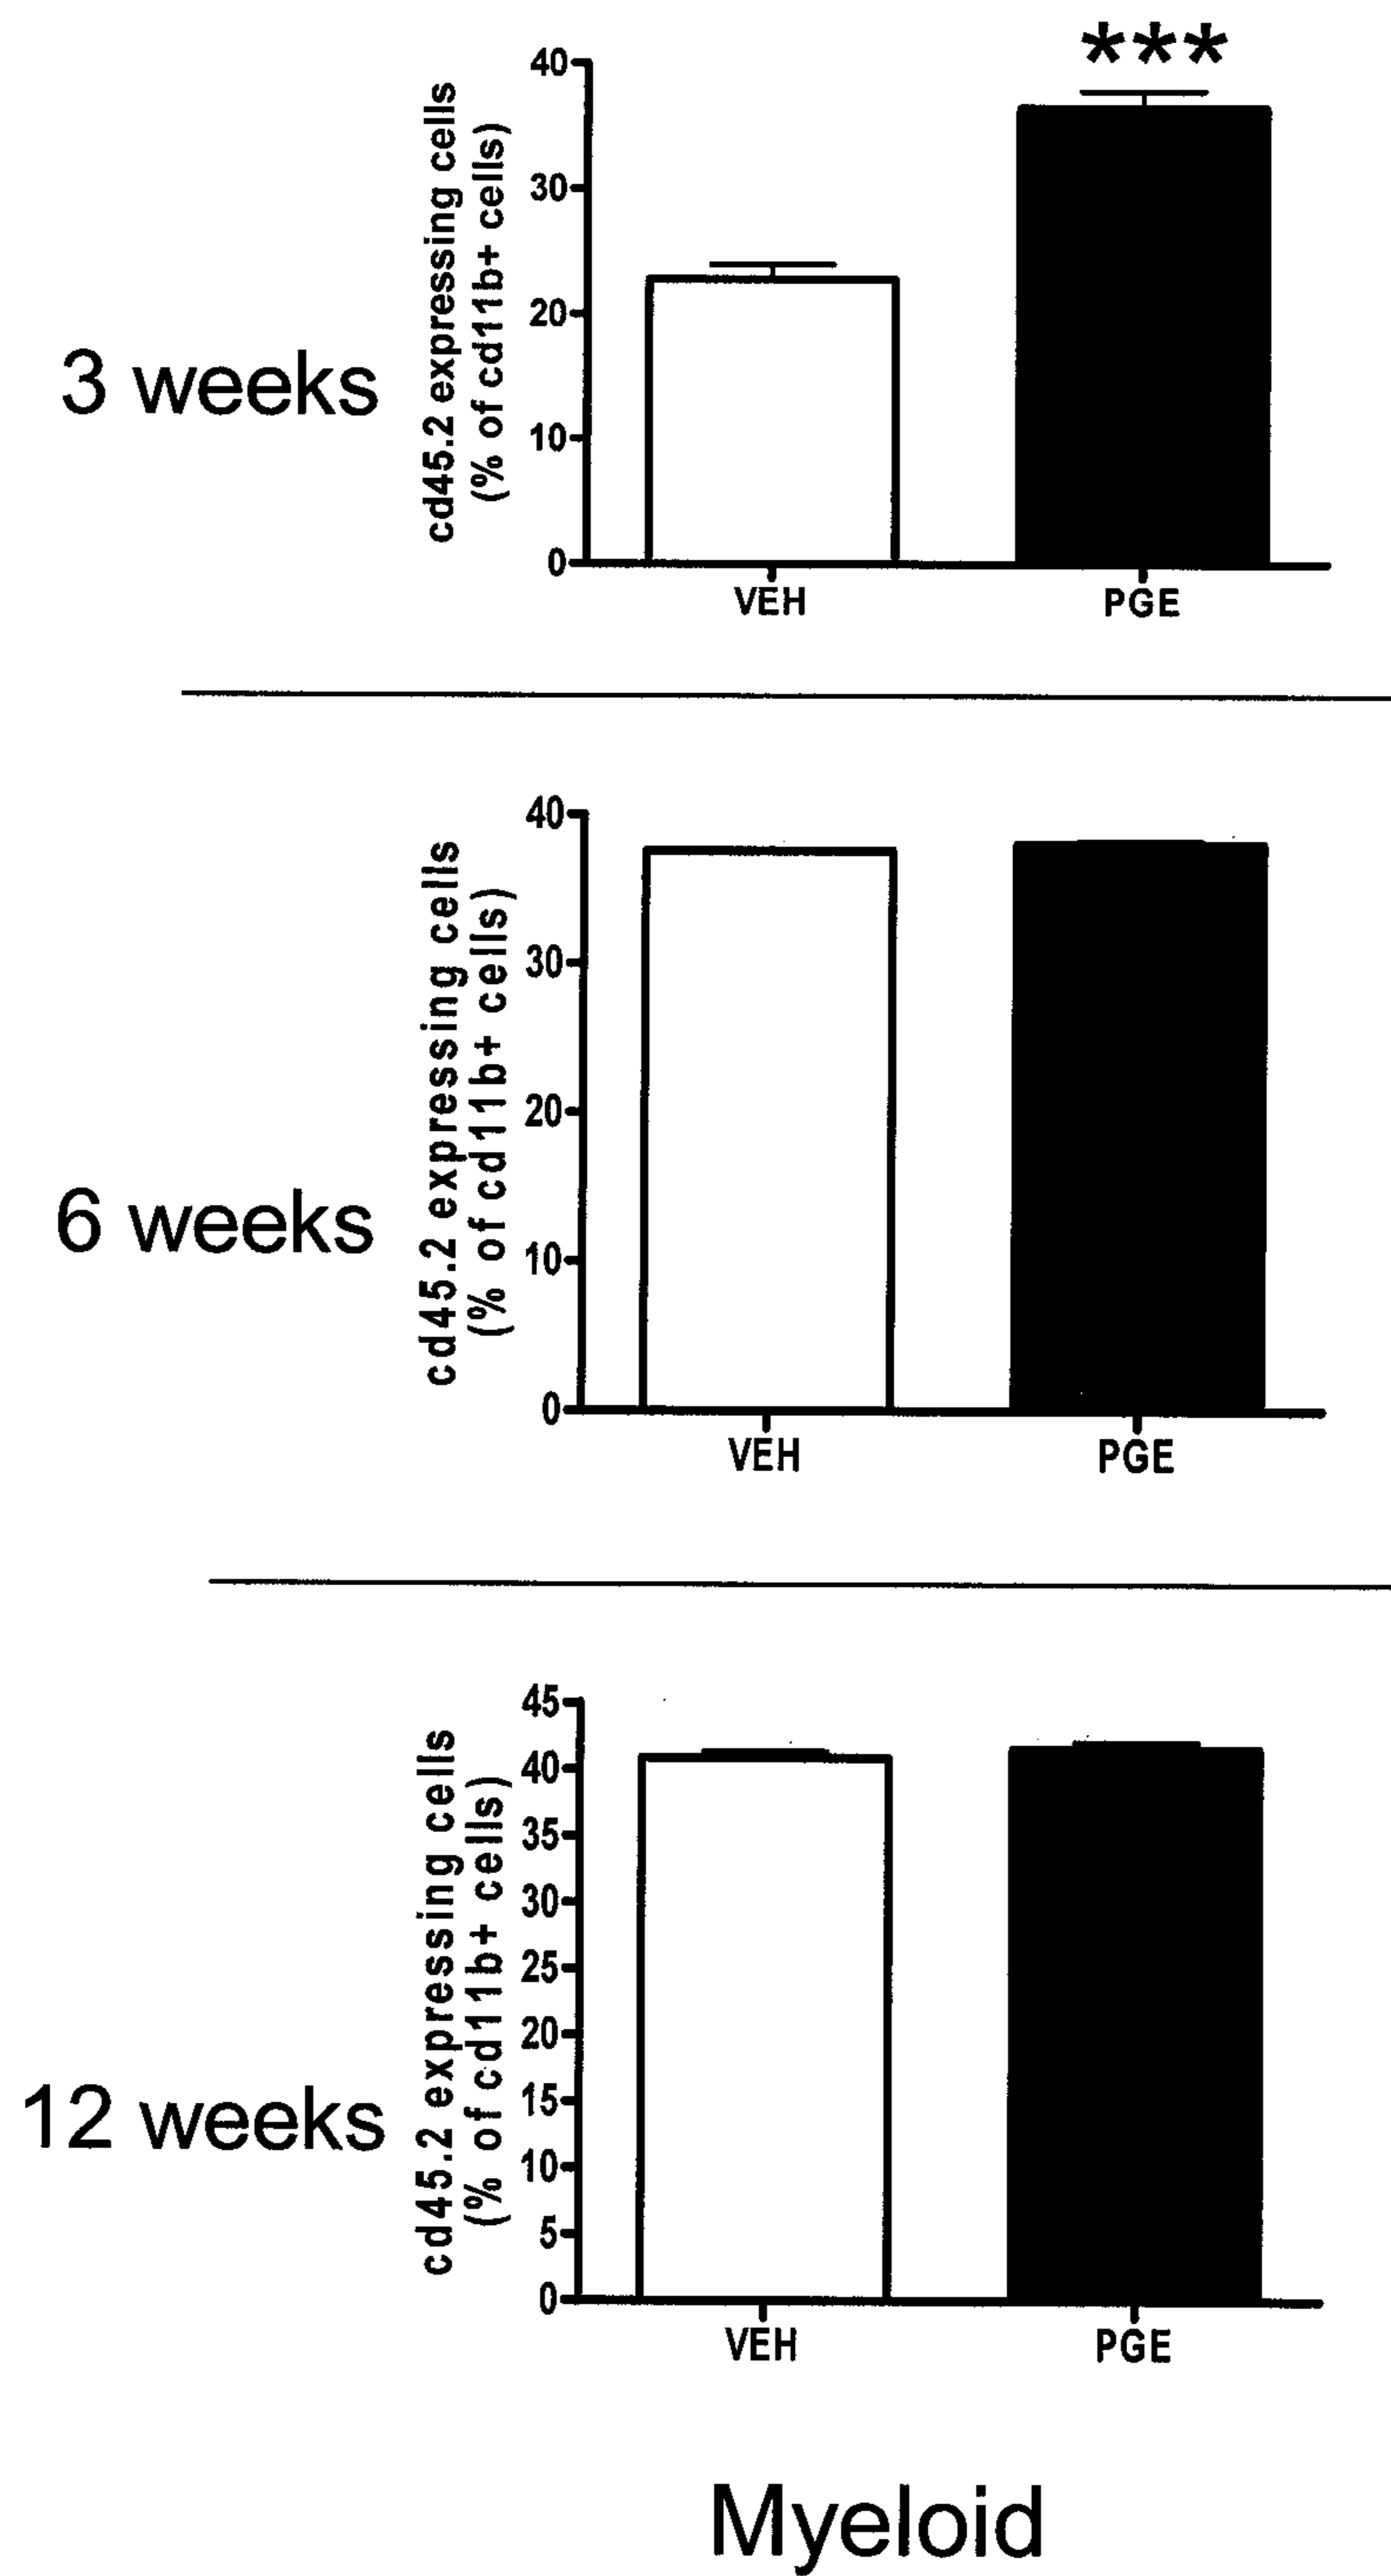 ***
3 weeks
cd45.2 expressing cells
(% of cd11b+ cells)
40
30
20
10
0
VEH PGE
6 weeks
cd45.2 expressing cells
(% of cd11b+ cells)
40
30
20
10
0
VEH PGE
12 weeks
cd45.2 expressing cells
(% of cd11b+ cells)
45
40
35
30
25
20
15
10
5
0
VEH PGE
Myeloid